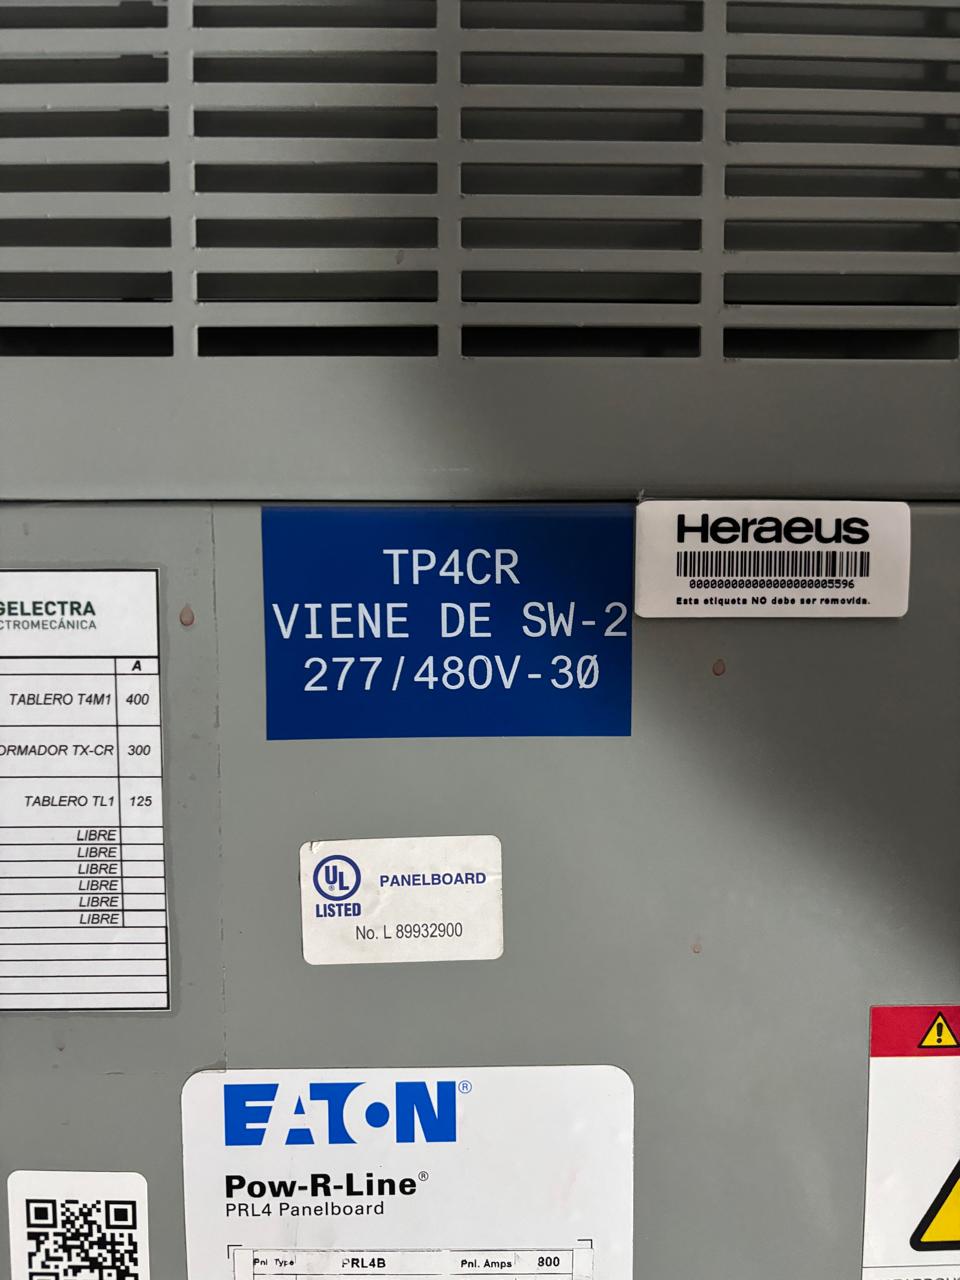 TP4CR
VIENE DE SW-2
277/480V-3Ø
Heraeus
0000000000000000000005596
Esta etiqueta NO debe ser removida.
GELECTRA
CTROMECÁNICA
A
TABLERO T4M1 400
ORMADOR TX-CR 300
TABLERO TL1 125
LIBRE
LIBRE
LIBRE
LIBRE
LIBRE
LIBRE
UL
LISTED
PANELBOARD
No. L 89932900
EATON®
Pow-R-Line®
PRL4 Panelboard
Pnl Type PRL4B Pnl. Amps 800